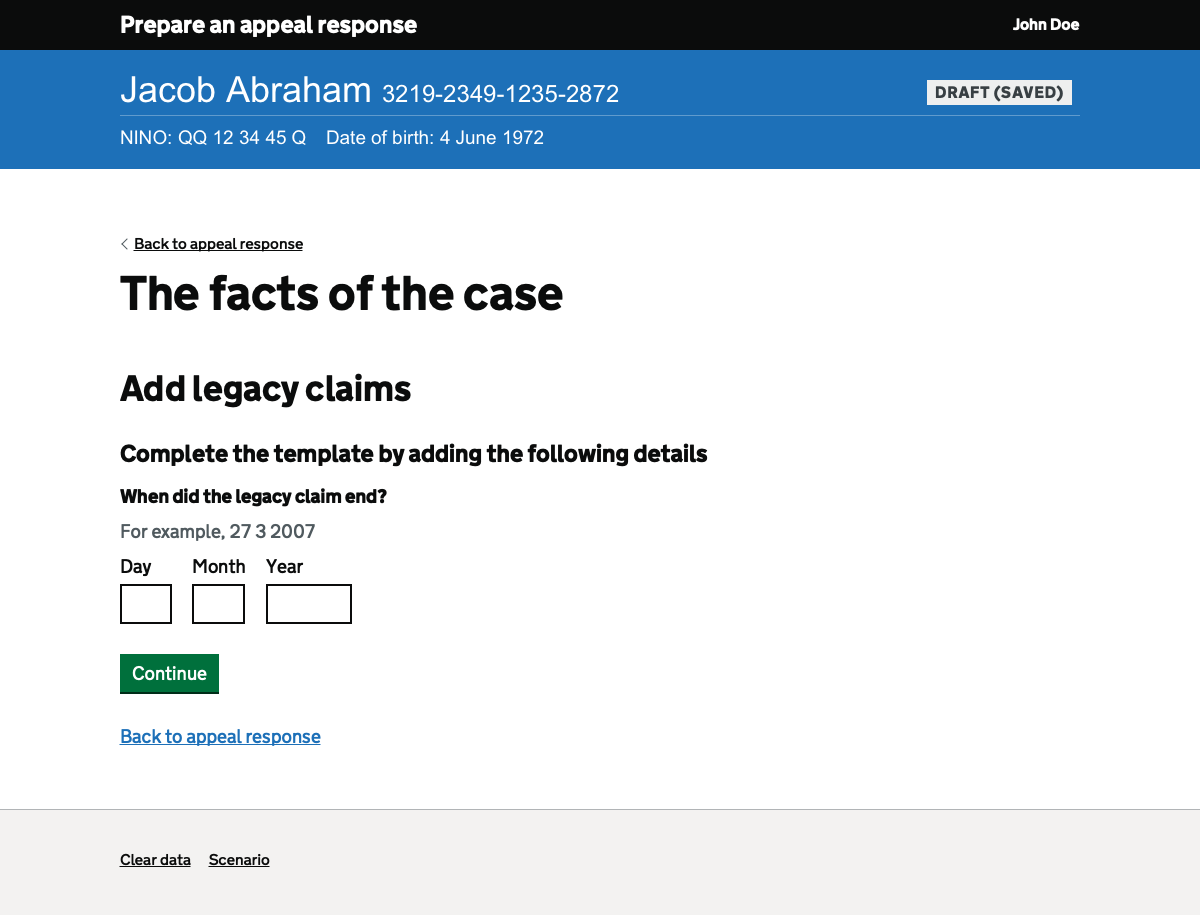 Prepare an appeal response John Doe
Jacob Abraham 3219-2349-1235-2872 DRAFT (SAVED)
NINO: QQ 12 34 45 Q Date of birth: 4 June 1972
Back to appeal response
The facts of the case
Add legacy claims
Complete the template by adding the following details
When did the legacy claim end?
For example, 27 3 2007
Day Month Year
Continue
Back to appeal response
Clear data Scenario